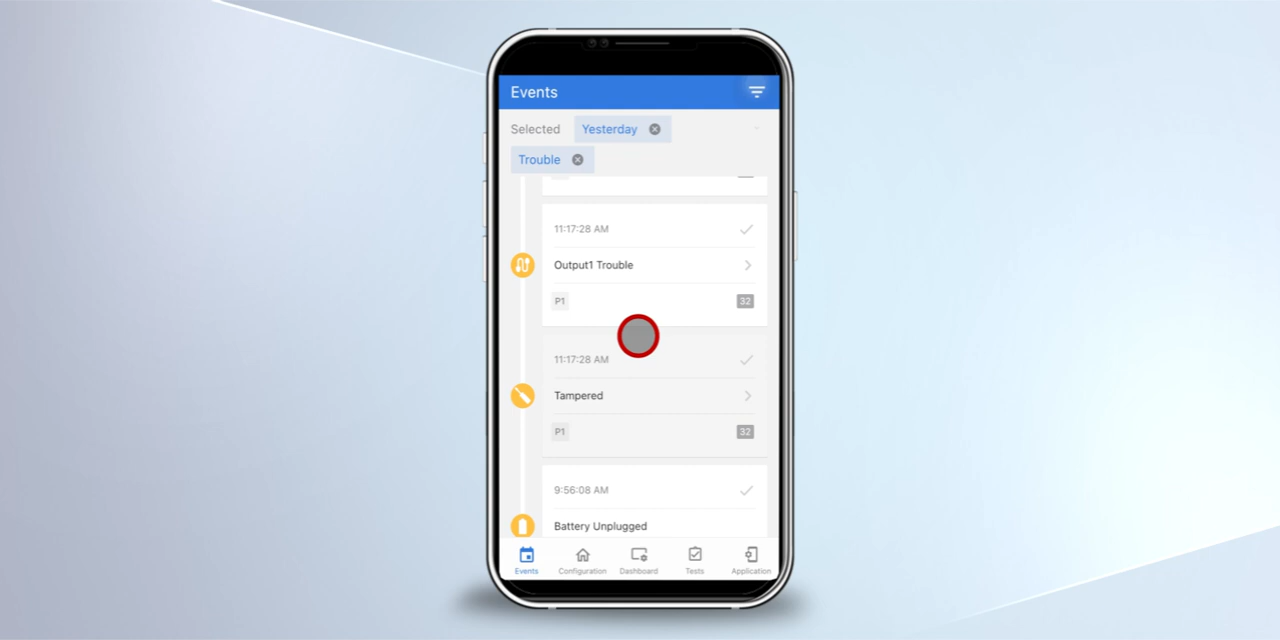 Events
Selected Yesterday
Trouble
11:17:28 AM
Output1 Trouble
P1 32
11:17:28 AM
Tampered
P1 32
9:56:08 AM
Battery Unplugged
Events Configuration Dashboard Tests Application